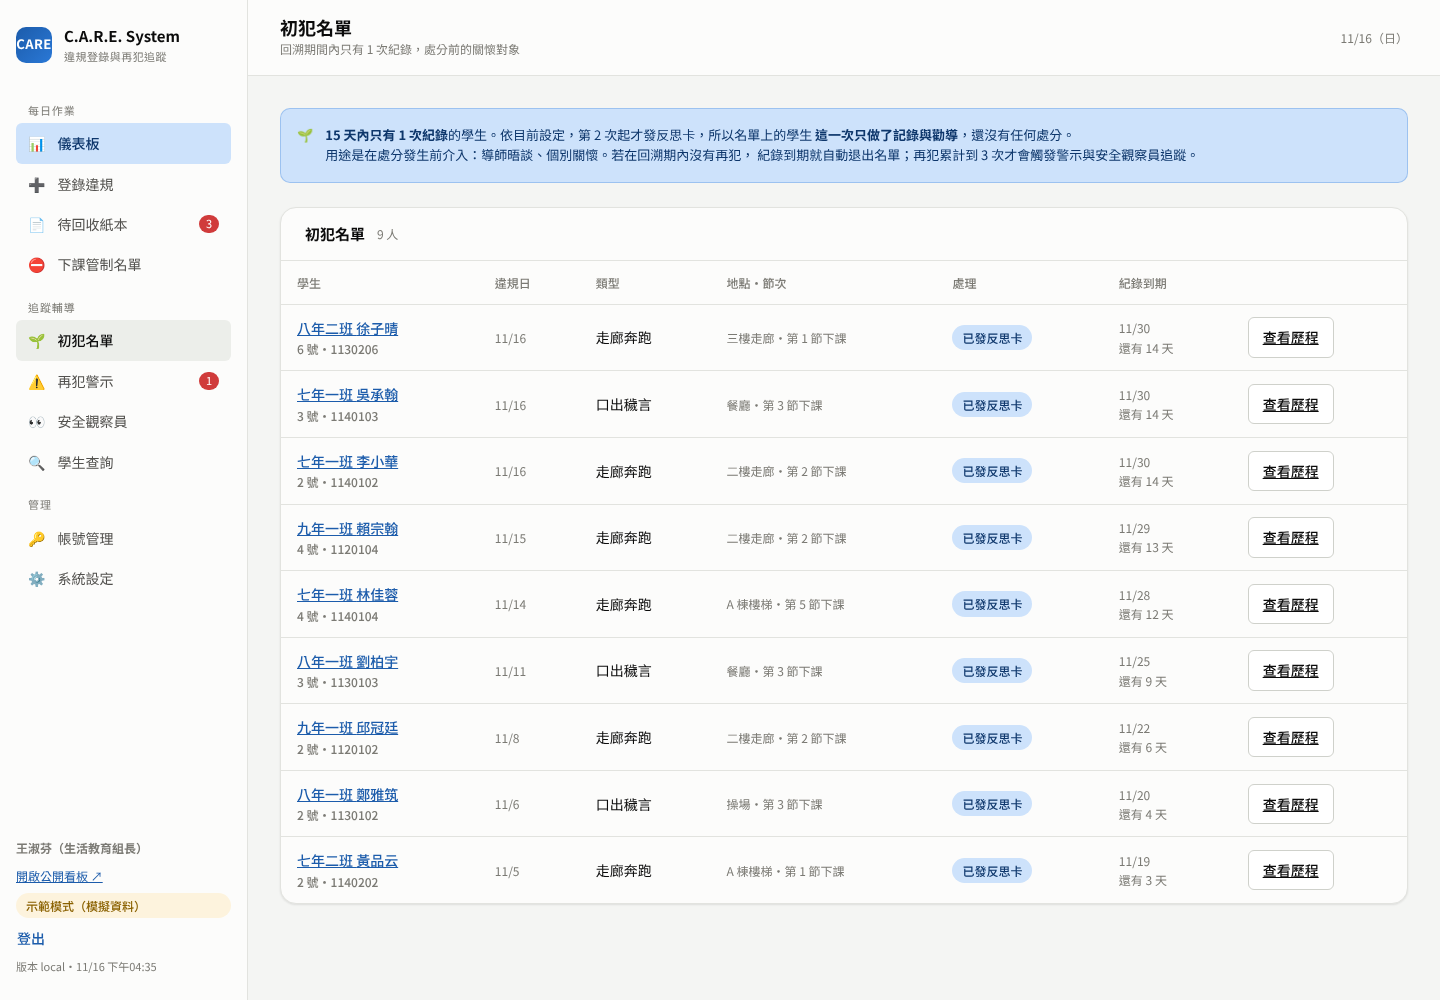 CARE
C.A.R.E. System
違規登錄與再犯追蹤
每日作業
儀表板
登錄違規
待回收紙本 3
下課管制名單
追蹤輔導
初犯名單
再犯警示 1
安全觀察員
學生查詢
管理
帳號管理
系統設定
王淑芬（生活教育組長）
開啟公開看板 ↗
示範模式（模擬資料）
登出
版本 local・11/16 下午04:35
初犯名單
回溯期間內只有 1 次紀錄，處分前的關懷對象
11/16（日）
15 天內只有 1 次紀錄的學生。依目前設定，第 2 次起才發反思卡，所以名單上的學生 這一次只做了記錄與勸導，還沒有任何處分。
用途是在處分發生前介入：導師晤談、個別關懷。若在回溯期內沒有再犯， 紀錄到期就自動退出名單；再犯累計到 3 次才會觸發警示與安全觀察員追蹤。
初犯名單 9 人
學生 違規日 類型 地點・節次 處理 紀錄到期
八年二班 徐子晴 11/16 走廊奔跑 三樓走廊・第 1 節下課 已發反思卡 11/30 查看歷程
6 號・1130206 還有 14 天
七年一班 吳承翰 11/16 口出穢言 餐廳・第 3 節下課 已發反思卡 11/30 查看歷程
3 號・1140103 還有 14 天
七年一班 李小華 11/16 走廊奔跑 二樓走廊・第 2 節下課 已發反思卡 11/30 查看歷程
2 號・1140102 還有 14 天
九年一班 賴宗翰 11/15 走廊奔跑 二樓走廊・第 2 節下課 已發反思卡 11/29 查看歷程
4 號・1120104 還有 13 天
七年一班 林佳蓉 11/14 走廊奔跑 A 棟樓梯・第 5 節下課 已發反思卡 11/28 查看歷程
4 號・1140104 還有 12 天
八年一班 劉柏宇 11/11 口出穢言 餐廳・第 3 節下課 已發反思卡 11/25 查看歷程
3 號・1130103 還有 9 天
九年一班 邱冠廷 11/8 走廊奔跑 二樓走廊・第 2 節下課 已發反思卡 11/22 查看歷程
2 號・1120102 還有 6 天
八年一班 鄭雅筑 11/6 口出穢言 操場・第 3 節下課 已發反思卡 11/20 查看歷程
2 號・1130102 還有 4 天
七年二班 黃品云 11/5 走廊奔跑 A 棟樓梯・第 1 節下課 已發反思卡 11/19 查看歷程
2 號・1140202 還有 3 天